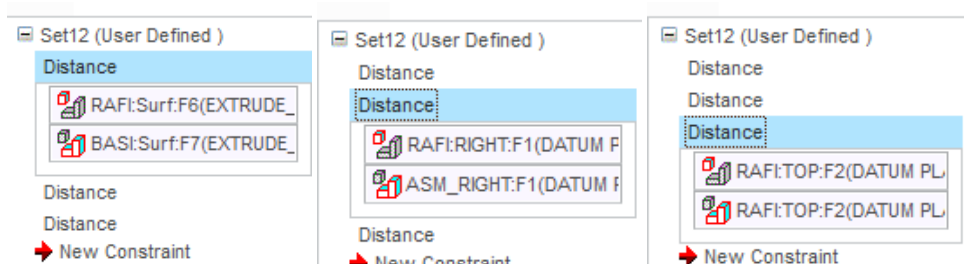 Set12 (User Defined )
Distance
RAFI:Surf:F6(EXTRUDE_
BASI:Surf:F7(EXTRUDE_
Distance
Distance
New Constraint
Set12 (User Defined )
Distance
Distance
RAFI:RIGHT:F1(DATUM P
ASM_RIGHT:F1(DATUM
Distance
New Constraint
Set12 (User Defined )
Distance
Distance
Distance
RAFI:TOP:F2(DATUM PL
RAFI:TOP:F2(DATUM PL
New Constraint